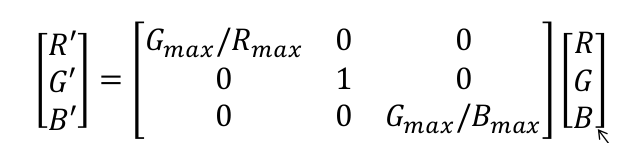 [R'] = [G_max/R_max 0 0] [R]
[G'] = [0 1 0] [G]
[B'] = [0 0 G_max/B_max] [B]